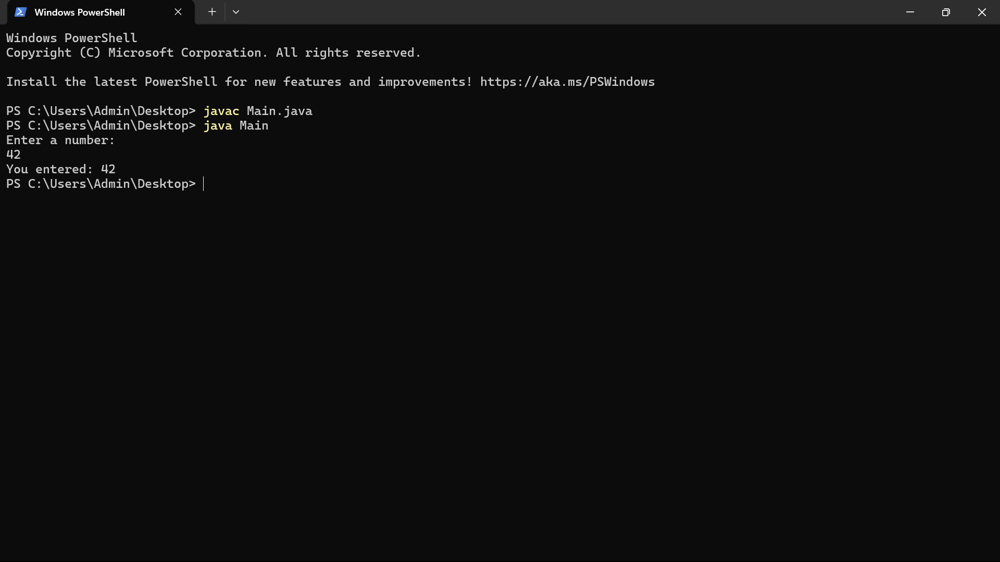 Windows PowerShell
Windows PowerShell
Copyright (C) Microsoft Corporation. All rights reserved.
Install the latest PowerShell for new features and improvements! https://aka.ms/PSWindows
PS C:\Users\Admin\Desktop> javac Main.java
PS C:\Users\Admin\Desktop> java Main
Enter a number:
42
You entered: 42
PS C:\Users\Admin\Desktop>